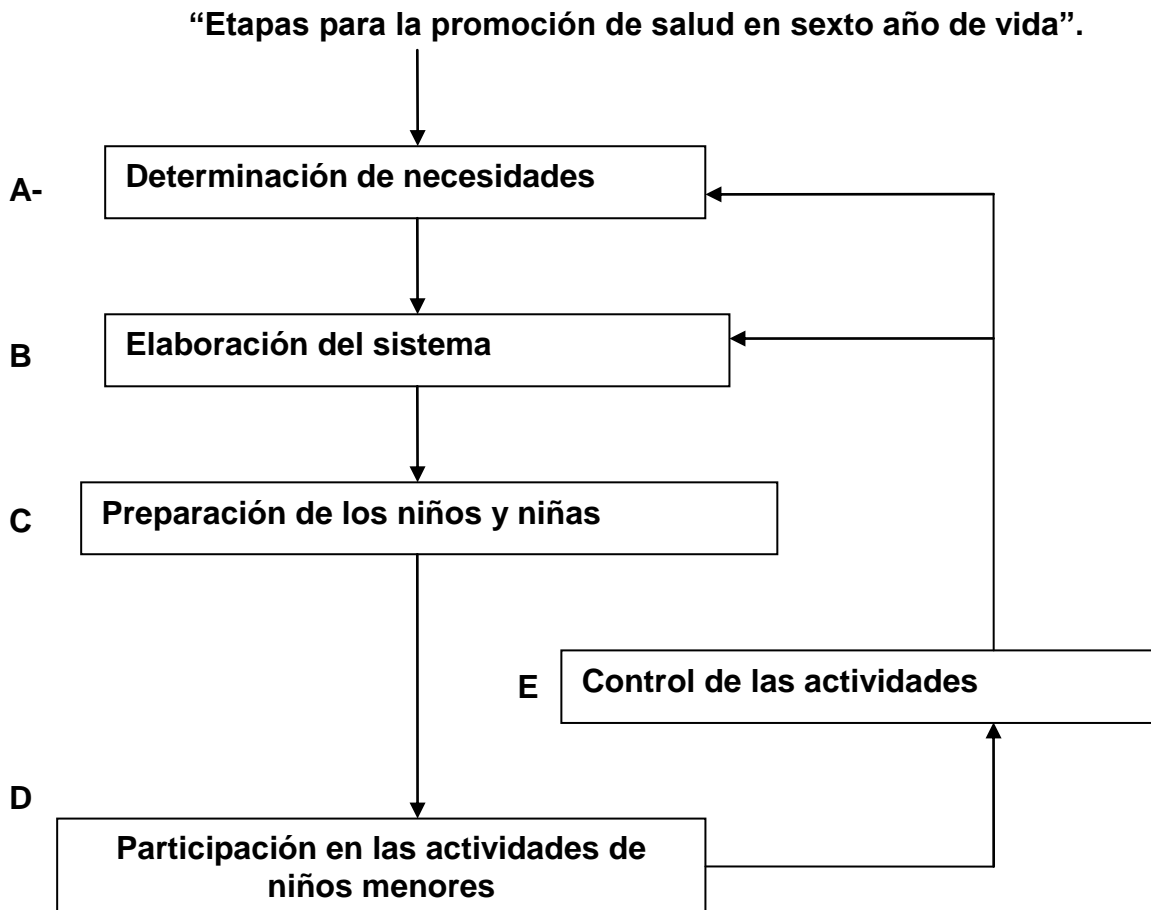 “Etapas para la promoción de salud en sexto año de vida”.
A-
Determinación de necesidades
B
Elaboración del sistema
C
Preparación de los niños y niñas
E
Control de las actividades
D
Participación en las actividades de
niños menores